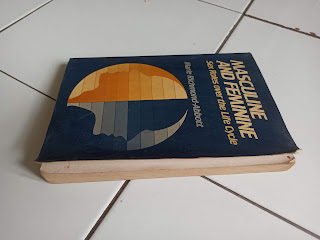 MASCULINE
AND FEMININE
Sex Roles over the Life Cycle
Marie Richmond-Abbott